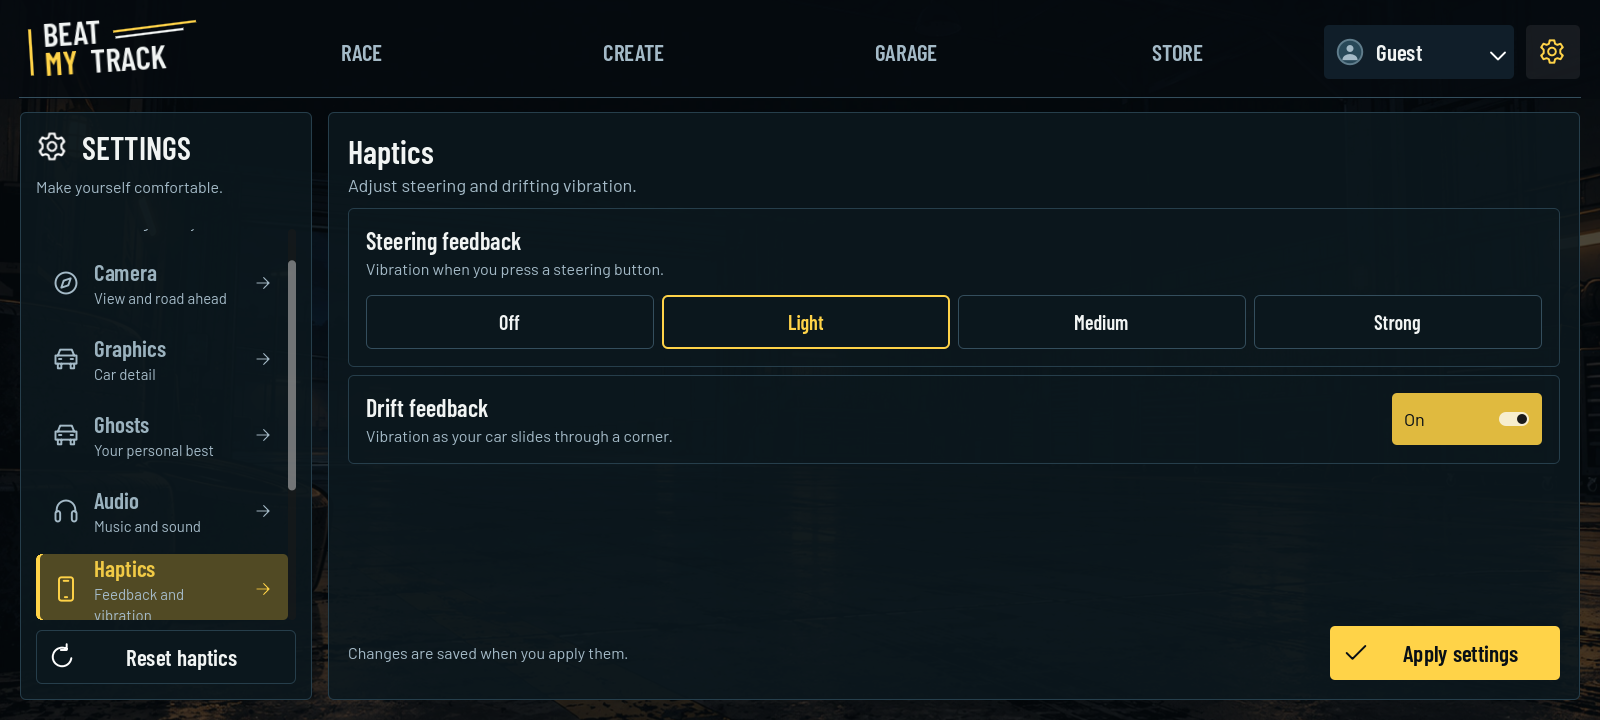 BEAT
MY TRACK
RACE
CREATE
GARAGE
STORE
Guest
SETTINGS
Make yourself comfortable.
Camera
View and road ahead
Graphics
Car detail
Ghosts
Your personal best
Audio
Music and sound
Haptics
Feedback and
vibration
Reset haptics
Haptics
Adjust steering and drifting vibration.
Steering feedback
Vibration when you press a steering button.
Off
Light
Medium
Strong
Drift feedback
Vibration as your car slides through a corner.
On
Changes are saved when you apply them.
Apply settings